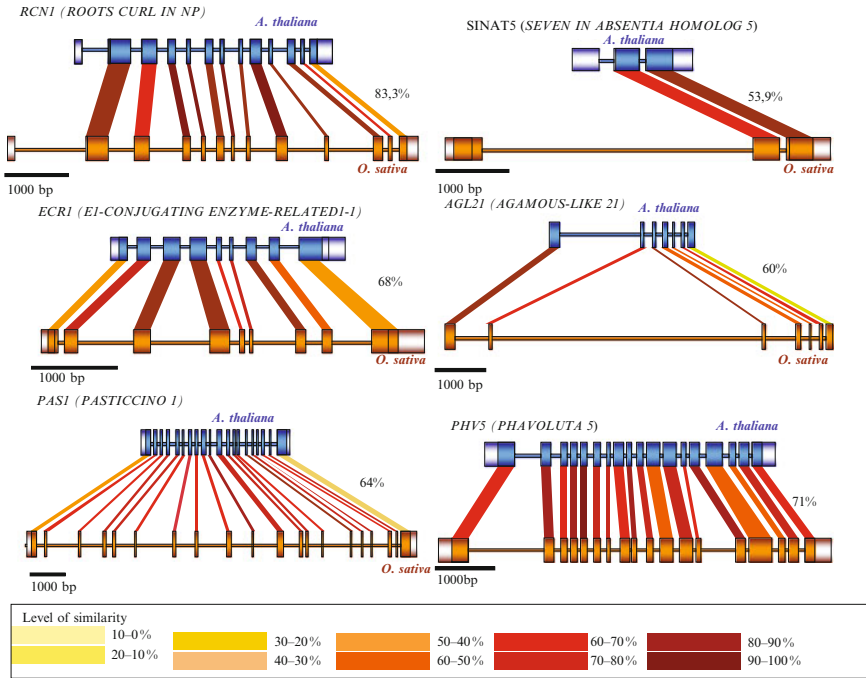 RCN1 (ROOTS CURL IN NP)
A. thaliana
83,3%
O. sativa
1000 bp
SINAT5 (SEVEN IN ABSENTIA HOMOLOG 5)
A. thaliana
53,9%
O. sativa
1000 bp
ECR1 (E1-CONJUGATING ENZYME-RELATED1-1)
A. thaliana
68%
1000 bp
AGL21 (AGAMOUS-LIKE 21)
A. thaliana
60%
O. sativa
1000 bp
PAS1 (PASTICCINO 1)
A. thaliana
64%
O. sativa
1000 bp
PHV5 (PHAVOLUTA 5)
A. thaliana
71%
1000bp
Level of similarity
10–0%
20–10%
30–20%
40–30%
50–40%
60–50%
60–70%
70–80%
80–90%
90–100%